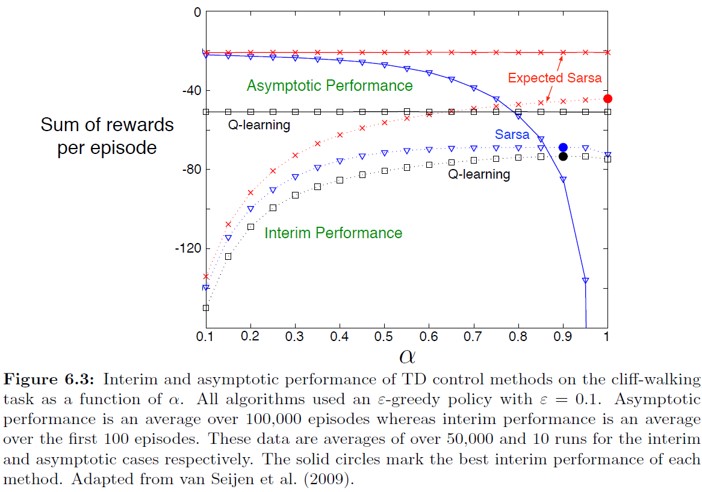 0
-40
-80
-120
Sum of rewards
per episode
Asymptotic Performance
Expected Sarsa
Q-learning
Sarsa
Q-learning
Interim Performance
0.1 0.2 0.3 0.4 0.5 0.6 0.7 0.8 0.9 1
α
Figure 6.3: Interim and asymptotic performance of TD control methods on the cliff-walking
task as a function of α. All algorithms used an ε-greedy policy with ε = 0.1. Asymptotic
performance is an average over 100,000 episodes whereas interim performance is an average
over the first 100 episodes. These data are averages of over 50,000 and 10 runs for the interim
and asymptotic cases respectively. The solid circles mark the best interim performance of each
method. Adapted from van Seijen et al. (2009).